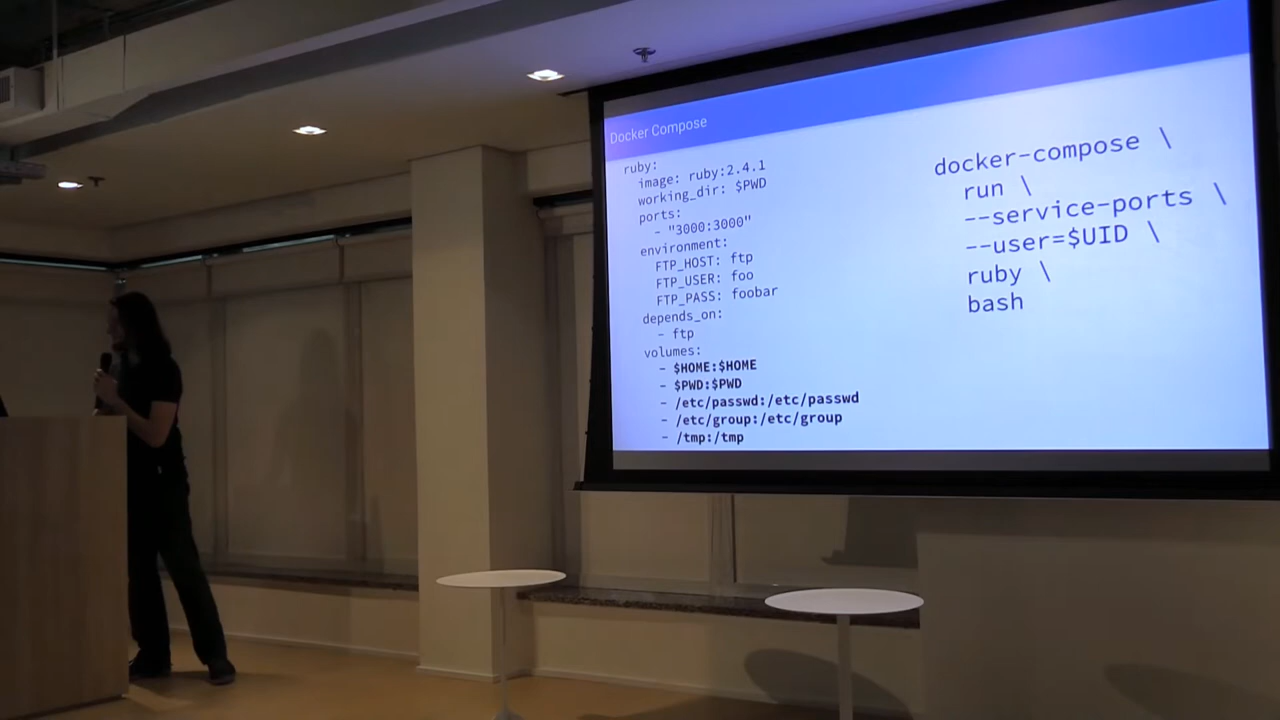 Docker Compose
ruby:
image: ruby:2.4.1
working_dir: $PWD
ports:
- "3000:3000"
environment:
FTP_HOST: ftp
FTP_USER: foo
FTP_PASS: foobar
depends_on:
- ftp
volumes:
- $HOME:$HOME
- $PWD:$PWD
- /etc/passwd:/etc/passwd
- /etc/group:/etc/group
- /tmp:/tmp
docker-compose \
run \
--service-ports \
--user=$UID \
ruby \
bash